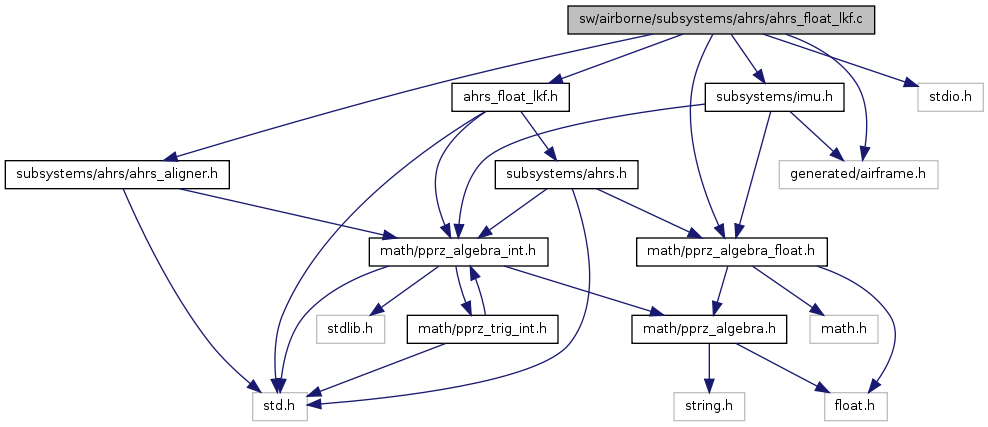 sw/airborne/subsystems/ahrs/ahrs_float_lkf.c
ahrs_float_lkf.h
subsystems/imu.h
stdio.h
subsystems/ahrs/ahrs_aligner.h
subsystems/ahrs.h
generated/airframe.h
math/pprz_algebra_int.h
math/pprz_algebra_float.h
stdlib.h
math/pprz_trig_int.h
math/pprz_algebra.h
math.h
std.h
string.h
float.h